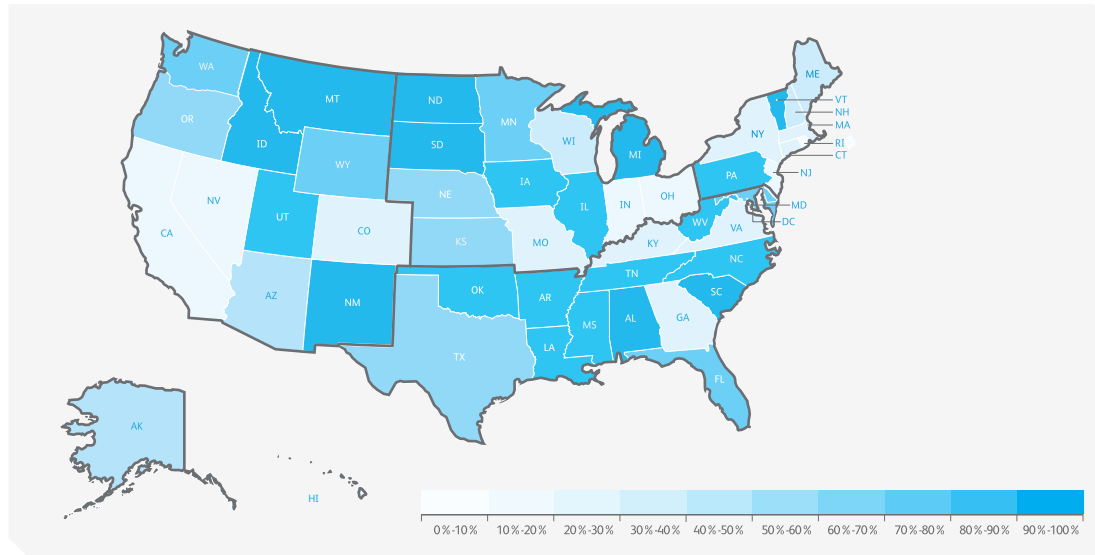 WA
MT
ND
MN
ME
VT
NH
OR
ID
SD
WI
NY
MA
RI
CT
WY
MI
PA
NJ
NV
UT
NE
IA
IL
IN
OH
MD
CA
CO
KS
MO
WV
VA
DC
KY
AZ
NM
OK
AR
TN
NC
SC
TX
LA
MS
AL
GA
FL
AK
HI
0%-10% 10%-20% 20%-30% 30%-40% 40%-50% 50%-60% 60%-70% 70%-80% 80%-90% 90%-100%